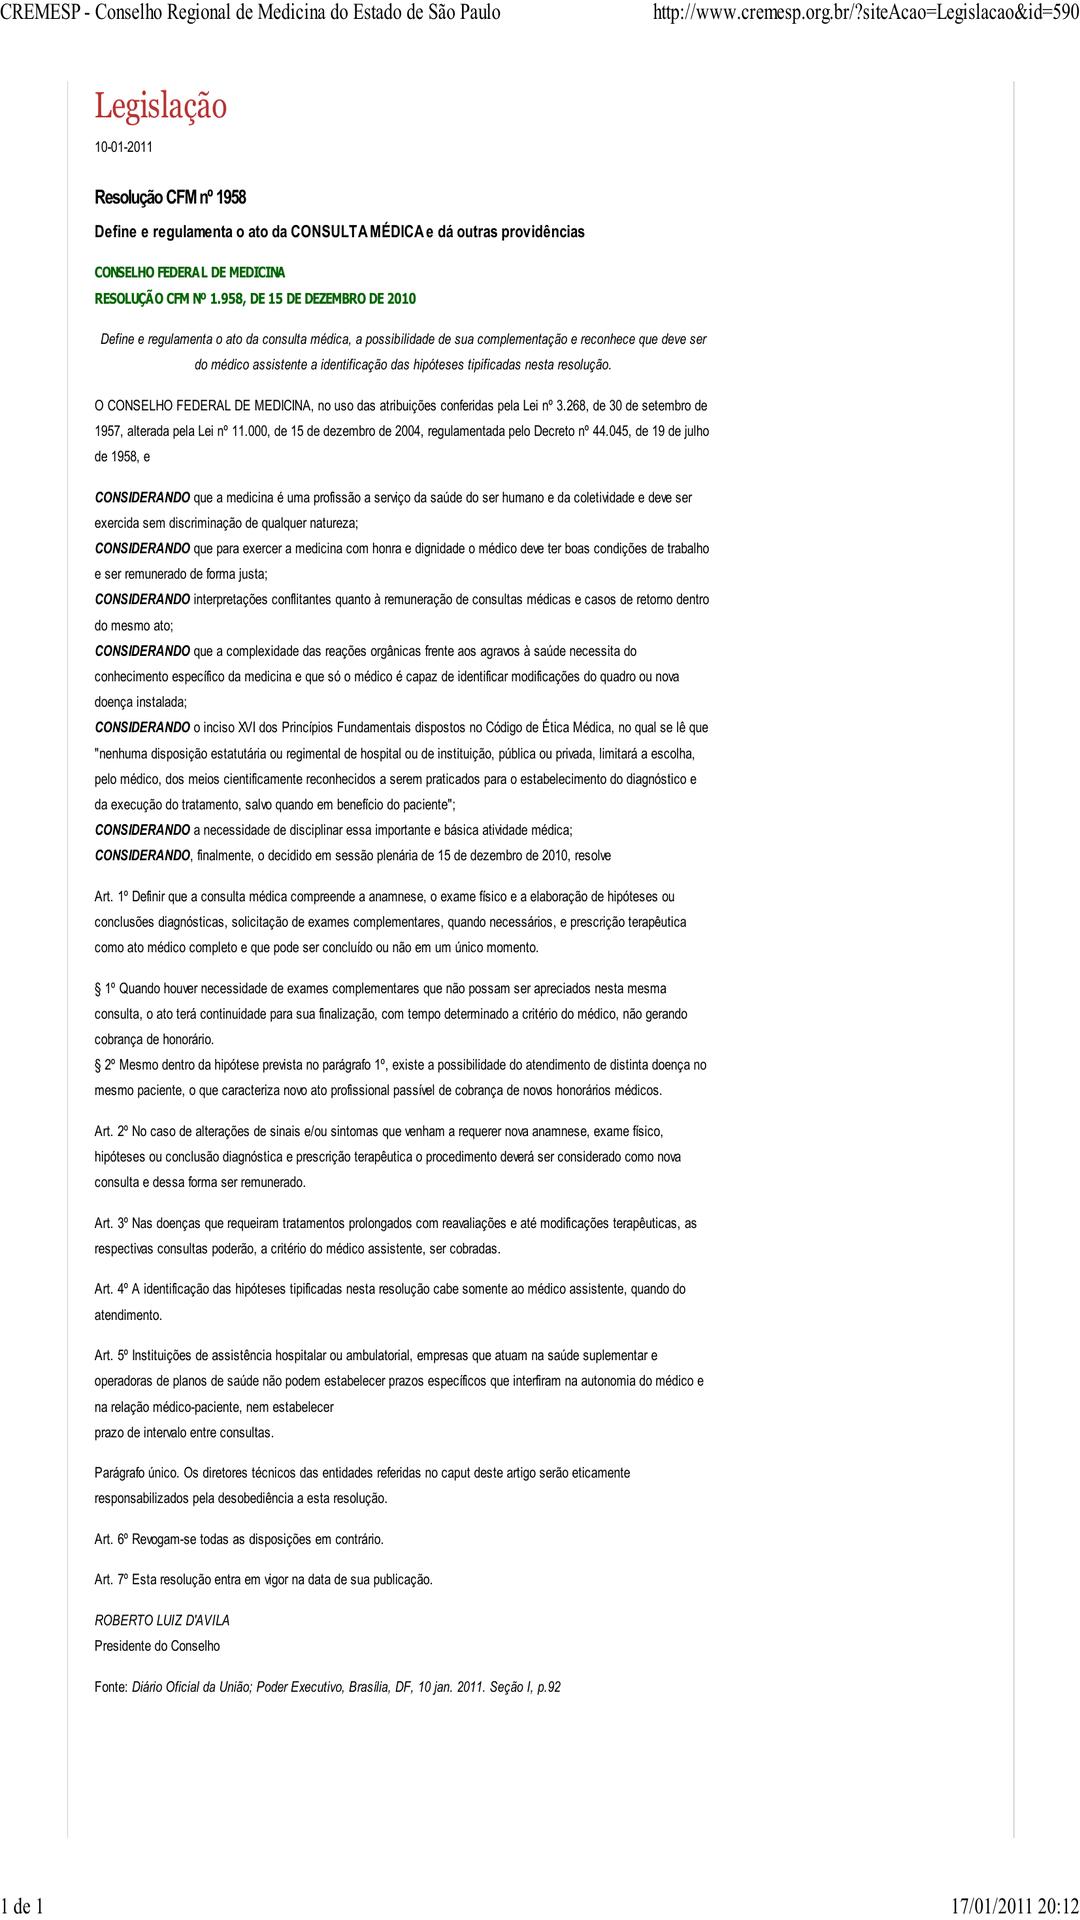 CREMESP - Conselho Regional de Medicina do Estado de São Paulo http://www.cremesp.org.br/?siteAcao=Legislacao&id=590
Legislação
10-01-2011
Resolução CFM nº 1958
Define e regulamenta o ato da CONSULTA MÉDICA e dá outras providências
CONSELHO FEDERAL DE MEDICINA
RESOLUÇÃO CFM Nº 1.958, DE 15 DE DEZEMBRO DE 2010
Define e regulamenta o ato da consulta médica, a possibilidade de sua complementação e reconhece que deve ser
do médico assistente a identificação das hipóteses tipificadas nesta resolução.
O CONSELHO FEDERAL DE MEDICINA, no uso das atribuições conferidas pela Lei nº 3.268, de 30 de setembro de
1957, alterada pela Lei nº 11.000, de 15 de dezembro de 2004, regulamentada pelo Decreto nº 44.045, de 19 de julho
de 1958, e
CONSIDERANDO que a medicina é uma profissão a serviço da saúde do ser humano e da coletividade e deve ser
exercida sem discriminação de qualquer natureza;
CONSIDERANDO que para exercer a medicina com honra e dignidade o médico deve ter boas condições de trabalho
e ser remunerado de forma justa;
CONSIDERANDO interpretações conflitantes quanto à remuneração de consultas médicas e casos de retorno dentro
do mesmo ato;
CONSIDERANDO que a complexidade das reações orgânicas frente aos agravos à saúde necessita do
conhecimento específico da medicina e que só o médico é capaz de identificar modificações do quadro ou nova
doença instalada;
CONSIDERANDO o inciso XVI dos Princípios Fundamentais dispostos no Código de Ética Médica, no qual se lê que
"nenhuma disposição estatutária ou regimental de hospital ou de instituição, pública ou privada, limitará a escolha,
pelo médico, dos meios cientificamente reconhecidos a serem praticados para o estabelecimento do diagnóstico e
da execução do tratamento, salvo quando em benefício do paciente";
CONSIDERANDO a necessidade de disciplinar essa importante e básica atividade médica;
CONSIDERANDO, finalmente, o decidido em sessão plenária de 15 de dezembro de 2010, resolve
Art. 1º Definir que a consulta médica compreende a anamnese, o exame físico e a elaboração de hipóteses ou
conclusões diagnósticas, solicitação de exames complementares, quando necessários, e prescrição terapêutica
como ato médico completo e que pode ser concluído ou não em um único momento.
§ 1º Quando houver necessidade de exames complementares que não possam ser apreciados nesta mesma
consulta, o ato terá continuidade para sua finalização, com tempo determinado a critério do médico, não gerando
cobrança de honorário.
§ 2º Mesmo dentro da hipótese prevista no parágrafo 1º, existe a possibilidade do atendimento de distinta doença no
mesmo paciente, o que caracteriza novo ato profissional passível de cobrança de novos honorários médicos.
Art. 2º No caso de alterações de sinais e/ou sintomas que venham a requerer nova anamnese, exame físico,
hipóteses ou conclusão diagnóstica e prescrição terapêutica o procedimento deverá ser considerado como nova
consulta e dessa forma ser remunerado.
Art. 3º Nas doenças que requeiram tratamentos prolongados com reavaliações e até modificações terapêuticas, as
respectivas consultas poderão, a critério do médico assistente, ser cobradas.
Art. 4º A identificação das hipóteses tipificadas nesta resolução cabe somente ao médico assistente, quando do
atendimento.
Art. 5º Instituições de assistência hospitalar ou ambulatorial, empresas que atuam na saúde suplementar e
operadoras de planos de saúde não podem estabelecer prazos específicos que interfiram na autonomia do médico e
na relação médico-paciente, nem estabelecer
prazo de intervalo entre consultas.
Parágrafo único. Os diretores técnicos das entidades referidas no caput deste artigo serão eticamente
responsabilizados pela desobediência a esta resolução.
Art. 6º Revogam-se todas as disposições em contrário.
Art. 7º Esta resolução entra em vigor na data de sua publicação.
ROBERTO LUIZ D'AVILA
Presidente do Conselho
Fonte: Diário Oficial da União; Poder Executivo, Brasília, DF, 10 jan. 2011. Seção I, p.92
1 de 1 17/01/2011 20:12